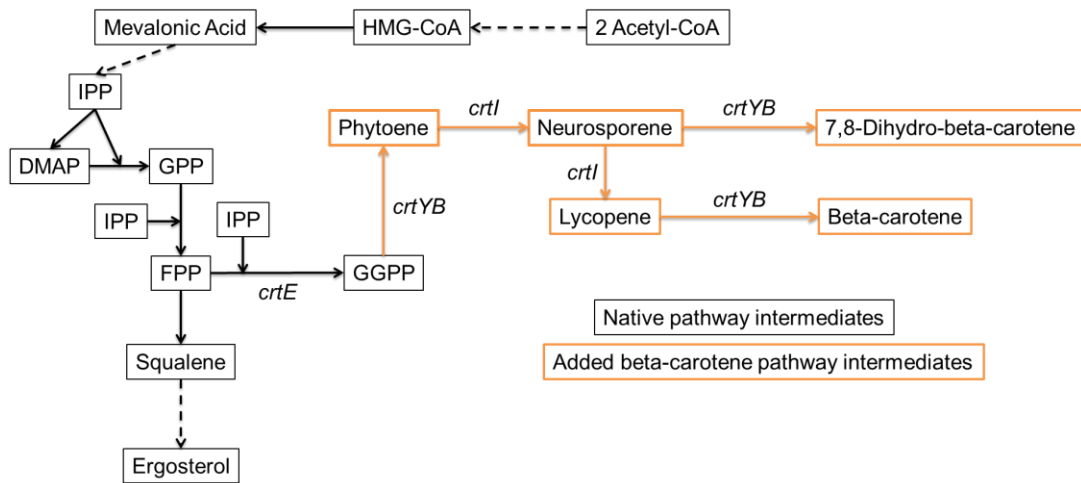 Mevalonic Acid
HMG-CoA
2 Acetyl-CoA
IPP
DMAP
GPP
IPP
IPP
FPP
crtE
GGPP
Squalene
Ergosterol
crtYB
Phytoene
crtI
Neurosporene
crtYB
7,8-Dihydro-beta-carotene
crtI
Lycopene
crtYB
Beta-carotene
Native pathway intermediates
Added beta-carotene pathway intermediates